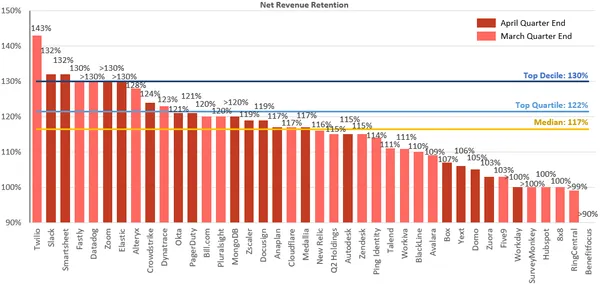 Net Revenue Retention
April Quarter End
March Quarter End
150%
140%
130%
120%
110%
100%
90%
Top Decile: 130%
Top Quartile: 122%
Median: 117%
143%
132%
132%
130%
>130%
>130%
>130%
128%
124%
123%
121%
121%
120%
120%
>120%
119%
119%
117%
117%
117%
116%
115%
115%
115%
114%
111%
111%
110%
109%
107%
106%
105%
103%
103%
>100%
>100%
100%
100%
>99%
>90%
Twilio
Slack
Smartsheet
Fastly
Datadog
Zoom
Elastic
Alteryx
Crowdstrike
Dynatrace
Okta
PagerDuty
Bill.com
Pluralsight
MongoDB
Zscaler
Docusign
Anaplan
Cloudflare
Medallia
New Relic
Q2 Holdings
Autodesk
Zendesk
Ping Identity
Talend
Workiva
BlackLine
Avalara
Box
Yext
Domo
Zuora
Five9
Workday
SurveyMonkey
Hubspot
8x8
RingCentral
Benefitfocus